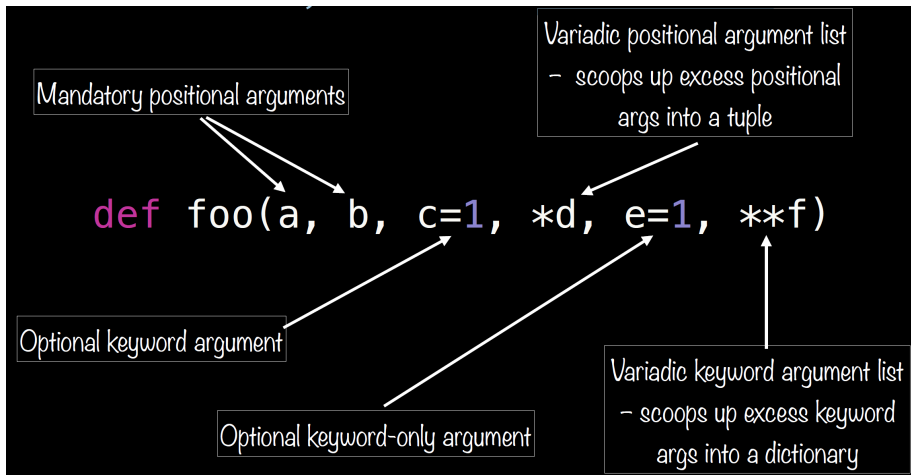 Mandatory positional arguments
Variadic positional argument list
– scoops up excess positional
args into a tuple
def foo(a, b, c=1, *d, e=1, **f)
Optional keyword argument
Optional keyword-only argument
Variadic keyword argument list
– scoops up excess keyword
args into a dictionary